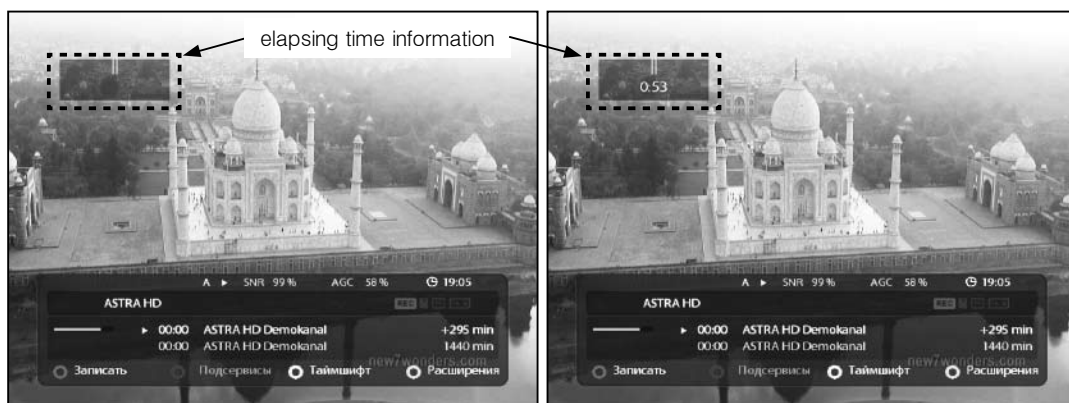 elapsing time information
A ► SNR 99 % AGC 58 % 19:05
ASTRA HD
REC
► 00:00 ASTRA HD Demokanal +295 min
00:00 ASTRA HD Demokanal 1440 min
new7wonders.com
Записать Подсервисы Таймшифт Расширения
0:53
A ► SNR 99 % AGC 58 % 19:05
ASTRA HD
REC
► 00:00 ASTRA HD Demokanal +295 min
00:00 ASTRA HD Demokanal 1440 min
new7wonders.com
Записать Подсервисы Таймшифт Расширения